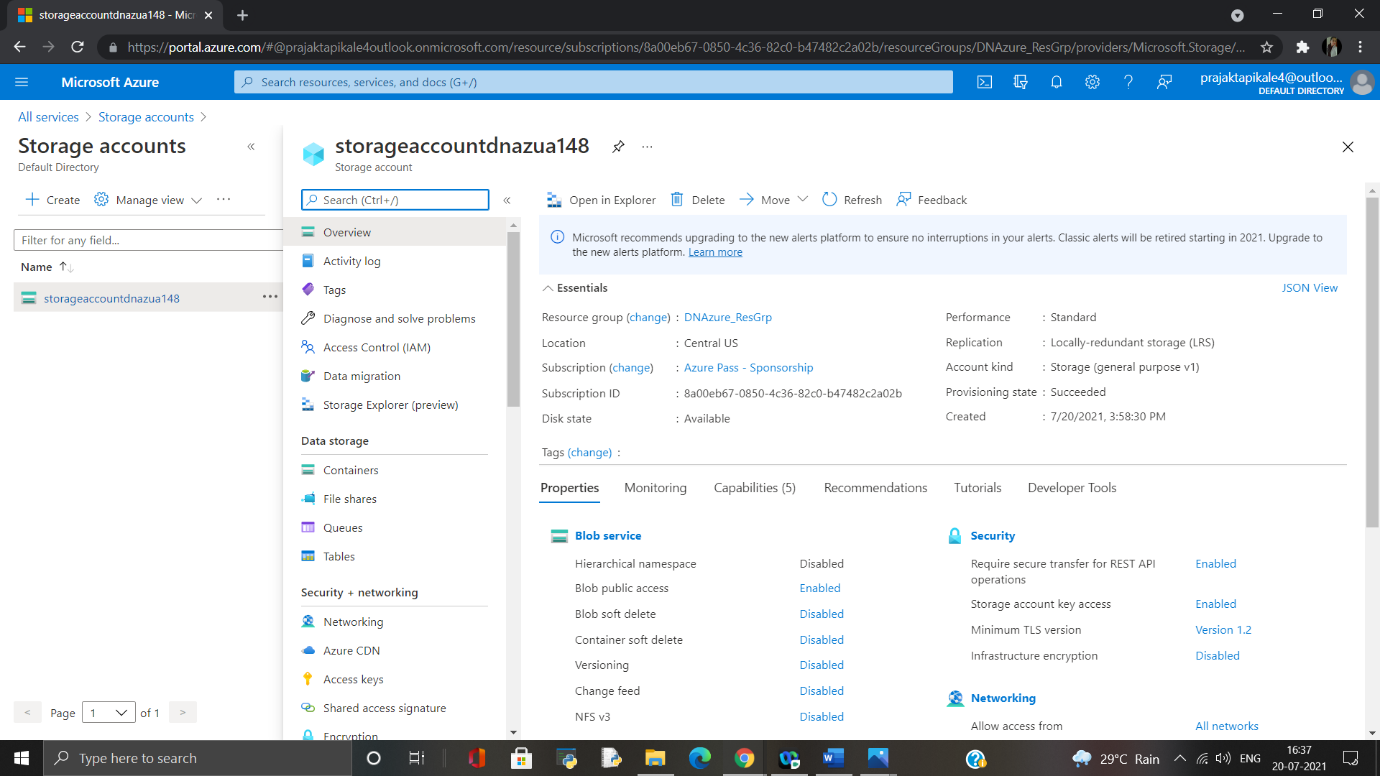 storageaccountdnazua148 - Micr
https://portal.azure.com/#@prajaktapikale4outlook.onmicrosoft.com/resource/subscriptions/8a00eb67-0850-4c36-82c0-b47482c2a02b/resourceGroups/DNAzure_ResGrp/providers/Microsoft.Storage/...
Microsoft Azure
Search resources, services, and docs (G+/)
prajaktapikale4@outloo...
DEFAULT DIRECTORY
All services > Storage accounts >
Storage accounts
Default Directory
Create
Manage view
...
Filter for any field...
Name
storageaccountdnazua148
...
< Page 1 of 1 >
storageaccountdnazua148
...
Storage account
Search (Ctrl+/)
Overview
Activity log
Tags
Diagnose and solve problems
Access Control (IAM)
Data migration
Storage Explorer (preview)
Data storage
Containers
File shares
Queues
Tables
Security + networking
Networking
Azure CDN
Access keys
Shared access signature
Encryption
Open in Explorer
Delete
Move
Refresh
Feedback
Microsoft recommends upgrading to the new alerts platform to ensure no interruptions in your alerts. Classic alerts will be retired starting in 2021. Upgrade to
the new alerts platform. Learn more
Essentials
JSON View
Resource group (change) : DNAzure_ResGrp
Location : Central US
Subscription (change) : Azure Pass - Sponsorship
Subscription ID : 8a00eb67-0850-4c36-82c0-b47482c2a02b
Disk state : Available
Performance : Standard
Replication : Locally-redundant storage (LRS)
Account kind : Storage (general purpose v1)
Provisioning state : Succeeded
Created : 7/20/2021, 3:58:30 PM
Tags (change) :
Properties
Monitoring
Capabilities (5)
Recommendations
Tutorials
Developer Tools
Blob service
Hierarchical namespace Disabled
Blob public access Enabled
Blob soft delete Disabled
Container soft delete Disabled
Versioning Disabled
Change feed Disabled
NFS v3 Disabled
Security
Require secure transfer for REST API Enabled
operations
Storage account key access Enabled
Minimum TLS version Version 1.2
Infrastructure encryption Disabled
Networking
Allow access from All networks
Type here to search
29°C Rain
ENG
16:37
20-07-2021